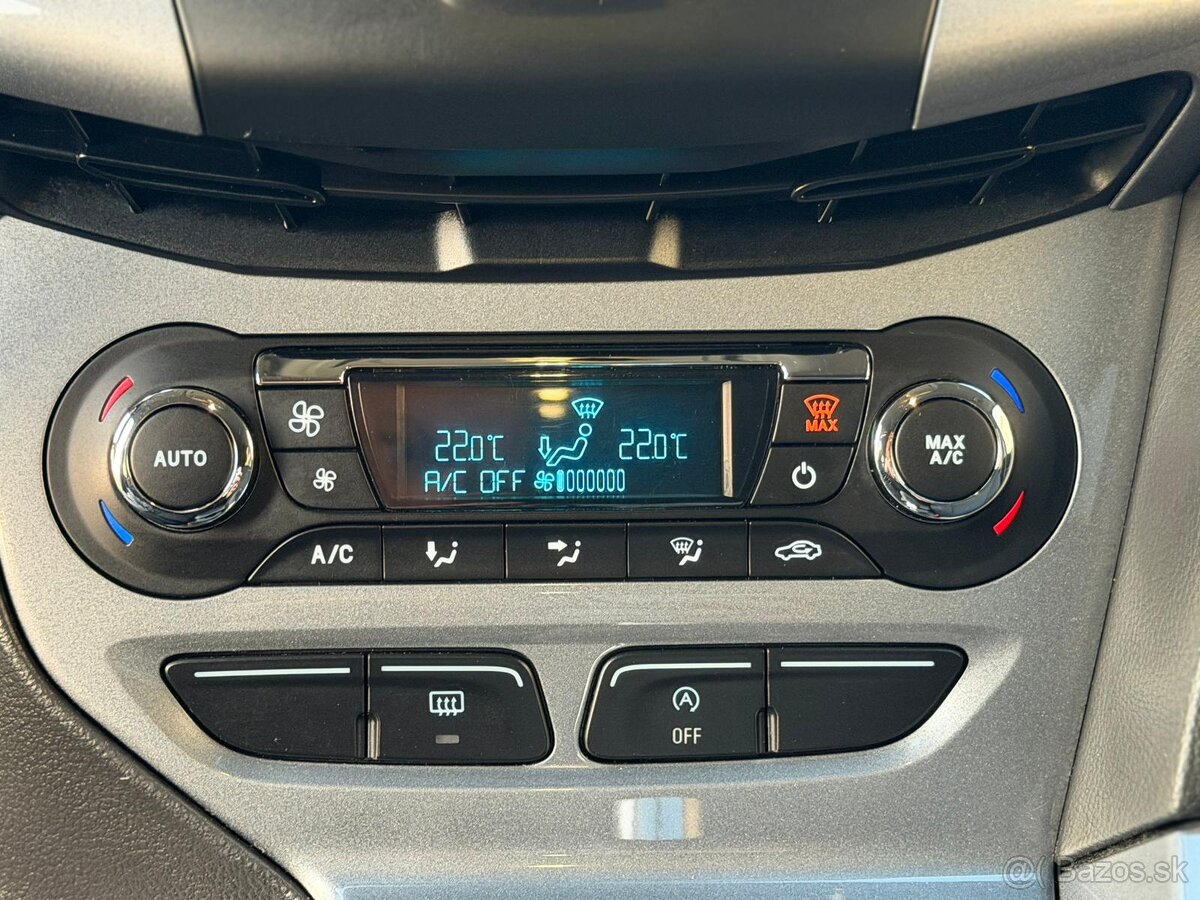 22.0°C 22.0°C
A/C OFF
AUTO
MAX
MAX
A/C
A/C
A
OFF
@( Bazos.sk